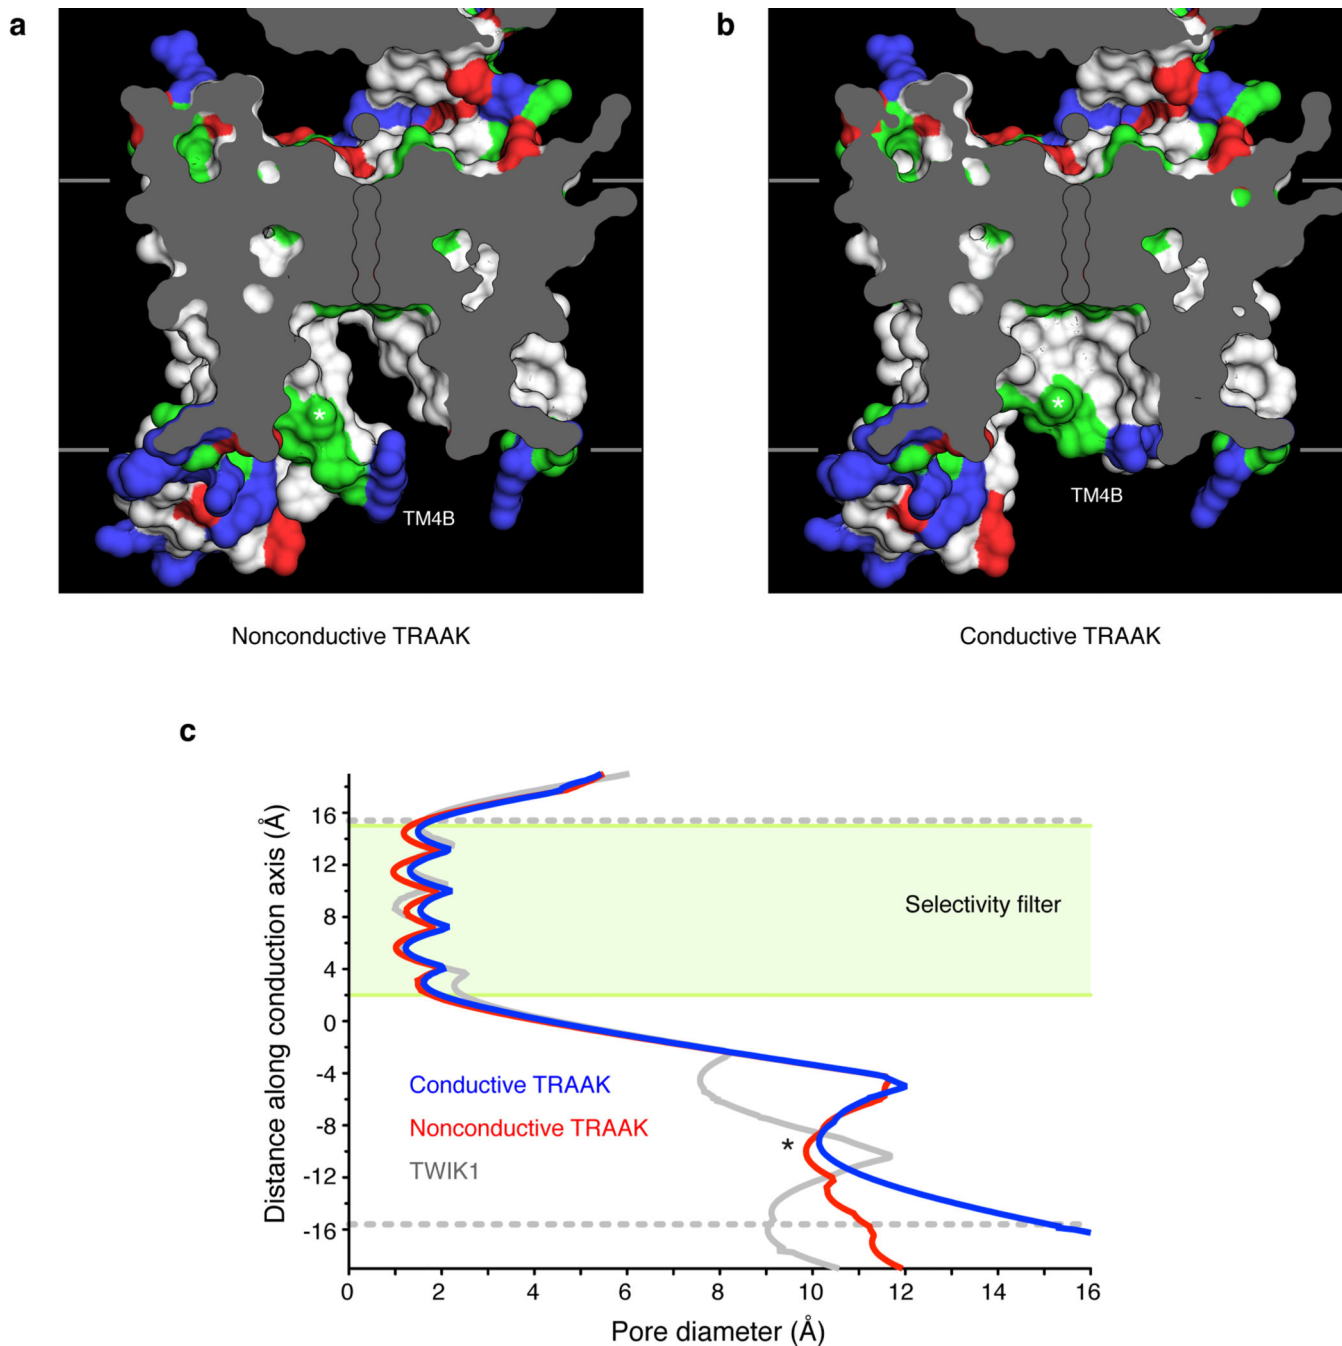 a
b
*
*
TM4B
TM4B
Nonconductive TRAAK
Conductive TRAAK
c
Distance along conduction axis (Å)
16
12
8
4
0
-4
-8
-12
-16
Selectivity filter
Conductive TRAAK
Nonconductive TRAAK
TWIK1
*
0 2 4 6 8 10 12 14 16
Pore diameter (Å)